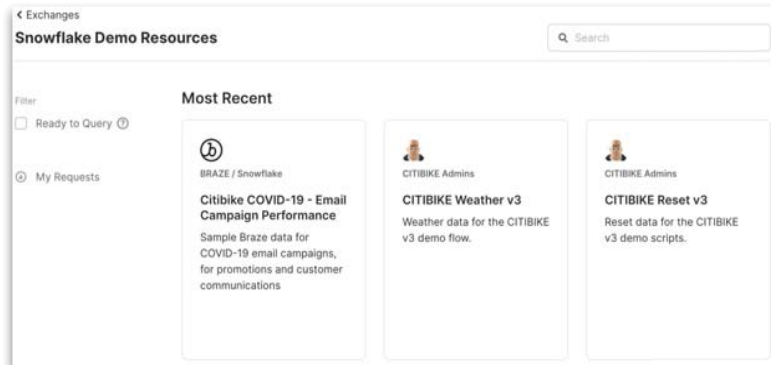 Exchanges
Snowflake Demo Resources
Search
Filter
Ready to Query
My Requests
Most Recent
BRAZE / Snowflake
Citibike COVID-19 - Email
Campaign Performance
Sample Braze data for
COVID-19 email campaigns,
for promotions and customer
communications
CITIBIKE Admins
CITIBIKE Weather v3
Weather data for the CITIBIKE
v3 demo flow.
CITIBIKE Admins
CITIBIKE Reset v3
Reset data for the CITIBIKE
v3 demo scripts.